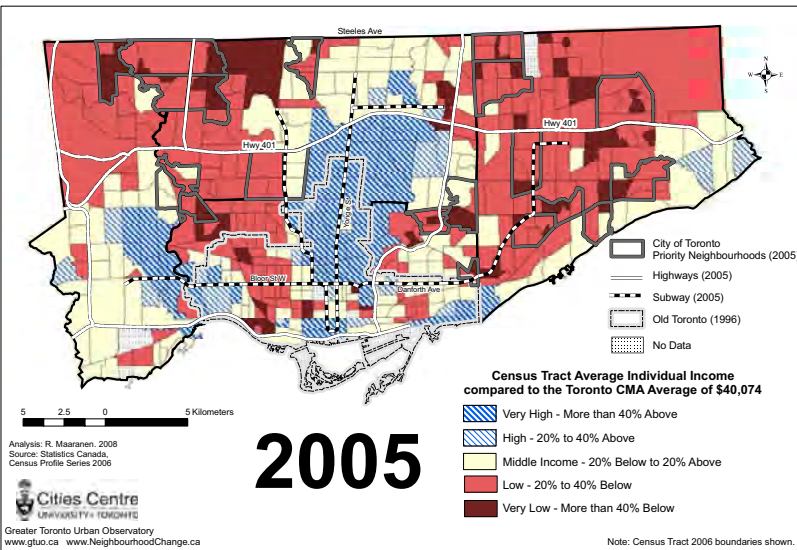 Steeles Ave
N
W E
S
Hwy 401
Hwy 401
Yonge St
Bloor St W
Danforth Ave
City of Toronto
Priority Neighbourhoods (2005)
Highways (2005)
Subway (2005)
Old Toronto (1996)
No Data
Census Tract Average Individual Income
compared to the Toronto CMA Average of $40,074
Very High - More than 40% Above
High - 20% to 40% Above
Middle Income - 20% Below to 20% Above
Low - 20% to 40% Below
Very Low - More than 40% Below
5 2.5 0 5 Kilometers
Analysis: R. Maaranen. 2008
Source: Statistics Canada,
Census Profile Series 2006
2005
Cities Centre
UNIVERSITY OF TORONTO
Greater Toronto Urban Observatory
www.gtuo.ca www.NeighbourhoodChange.ca
Note: Census Tract 2006 boundaries shown.